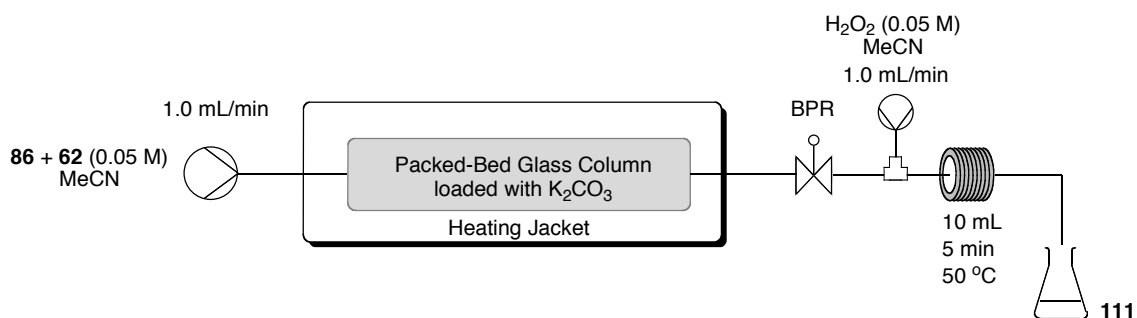 H₂O₂ (0.05 M)
MeCN
1.0 mL/min
1.0 mL/min
BPR
86 + 62 (0.05 M)
MeCN
Packed-Bed Glass Column
loaded with K₂CO₃
Heating Jacket
10 mL
5 min
50 °C
111